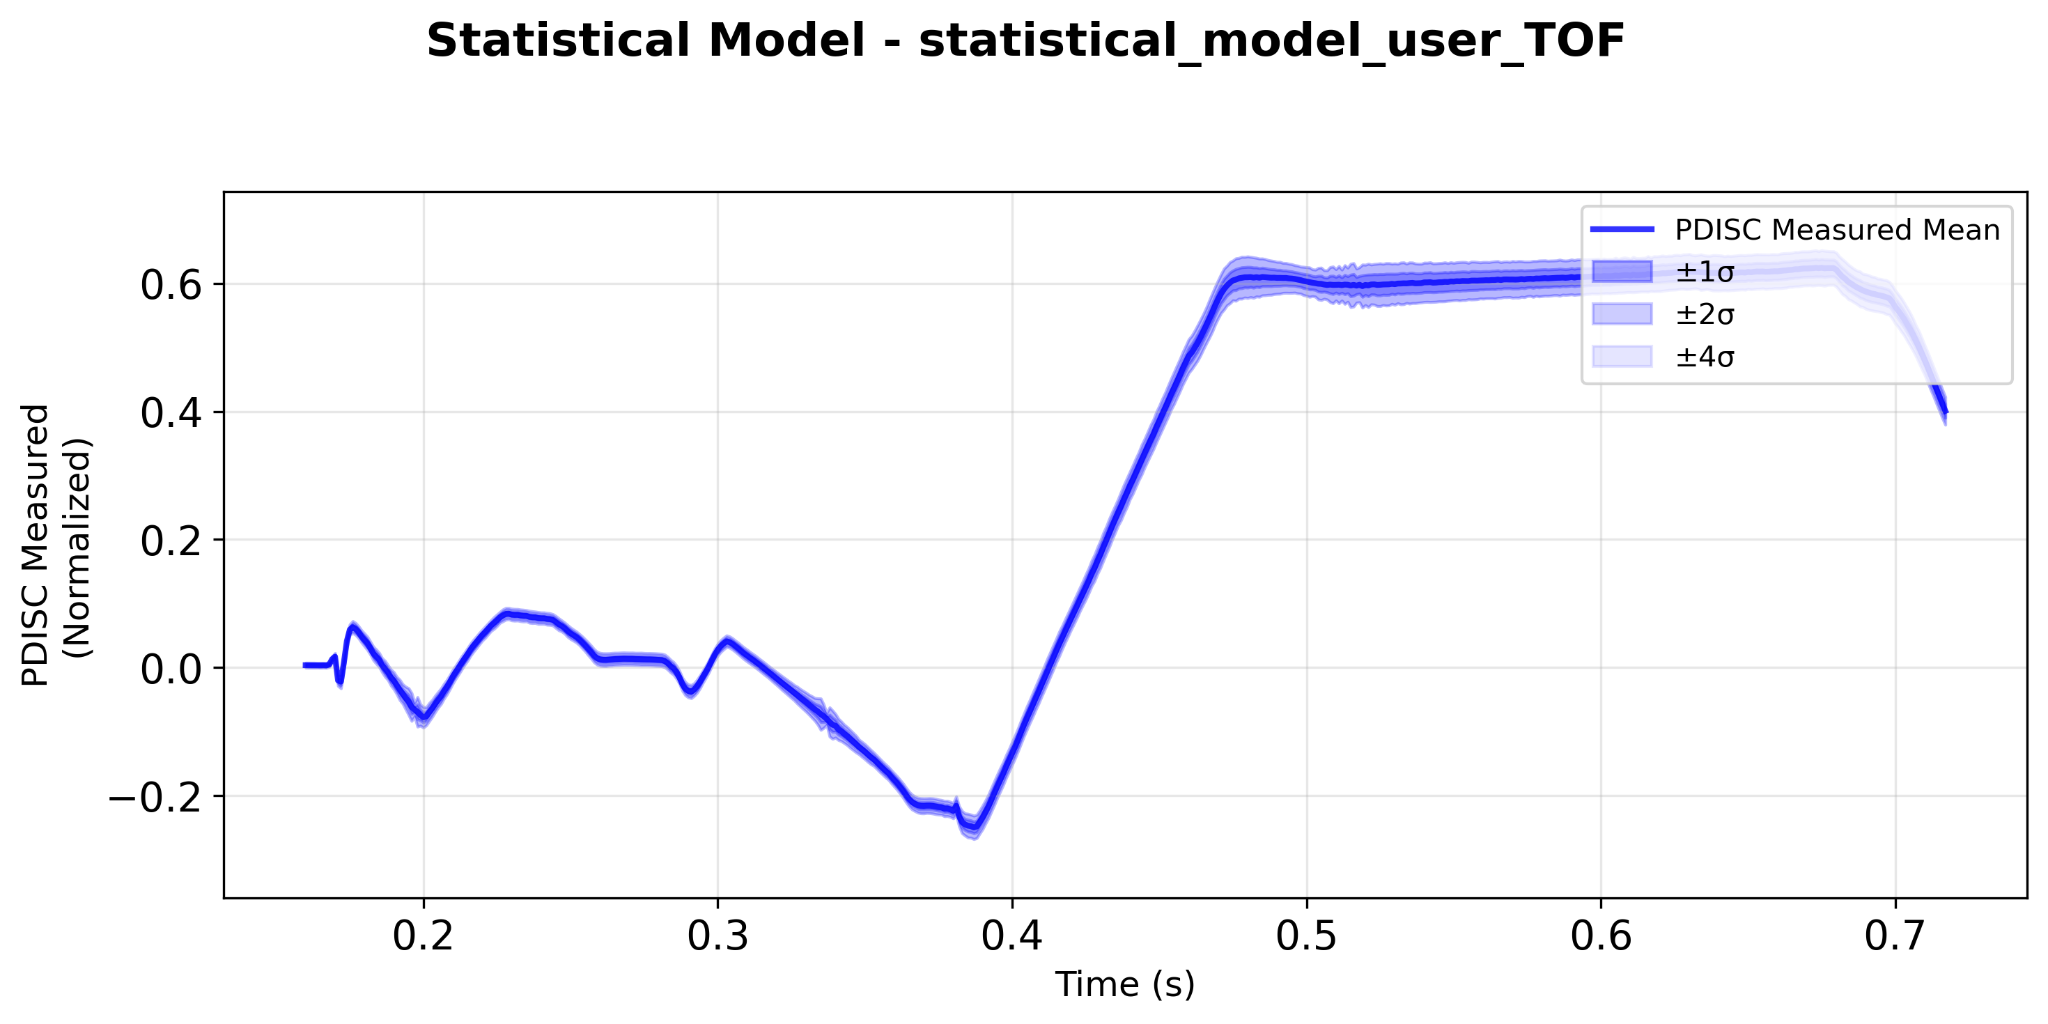 Statistical Model - statistical_model_user_TOF
PDISC Measured
(Normalized)
0.6
0.4
0.2
0.0
−0.2
PDISC Measured Mean
±1σ
±2σ
±4σ
0.2
0.3
0.4
0.5
0.6
0.7
Time (s)